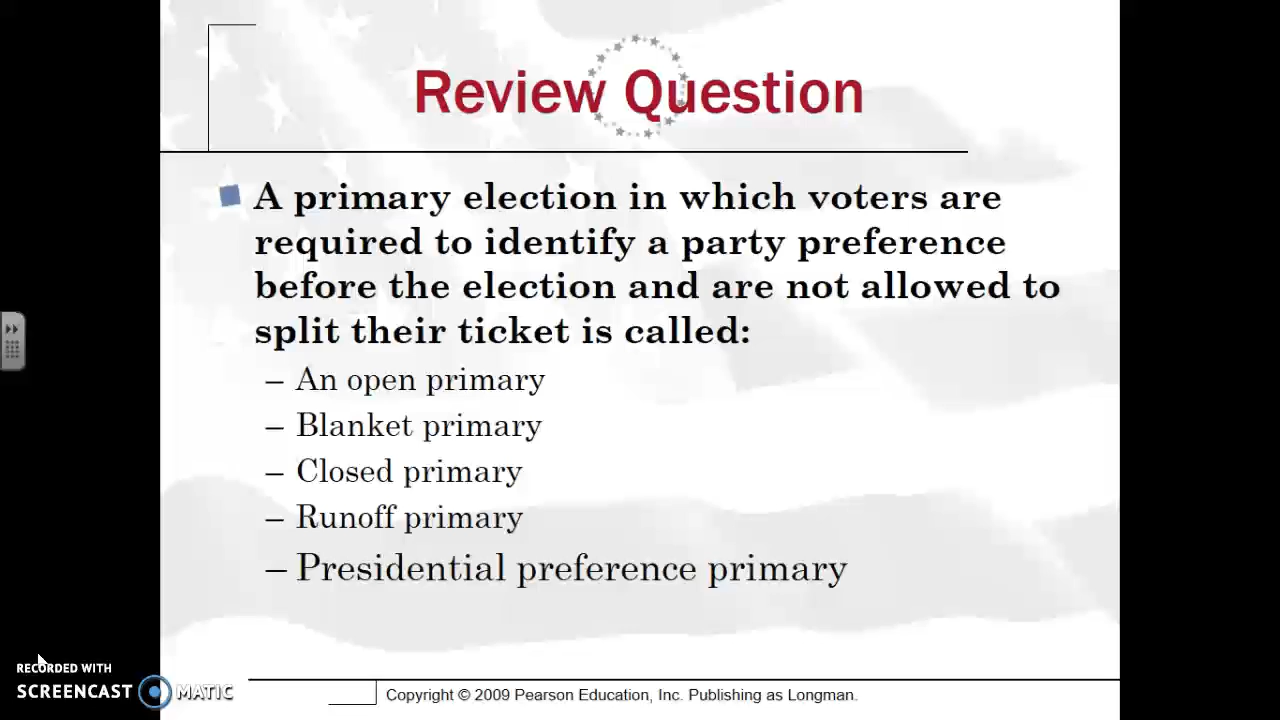 Review Question
A primary election in which voters are
required to identify a party preference
before the election and are not allowed to
split their ticket is called:
– An open primary
– Blanket primary
– Closed primary
– Runoff primary
– Presidential preference primary
RECORDED WITH
SCREENCAST MATIC
Copyright © 2009 Pearson Education, Inc. Publishing as Longman.